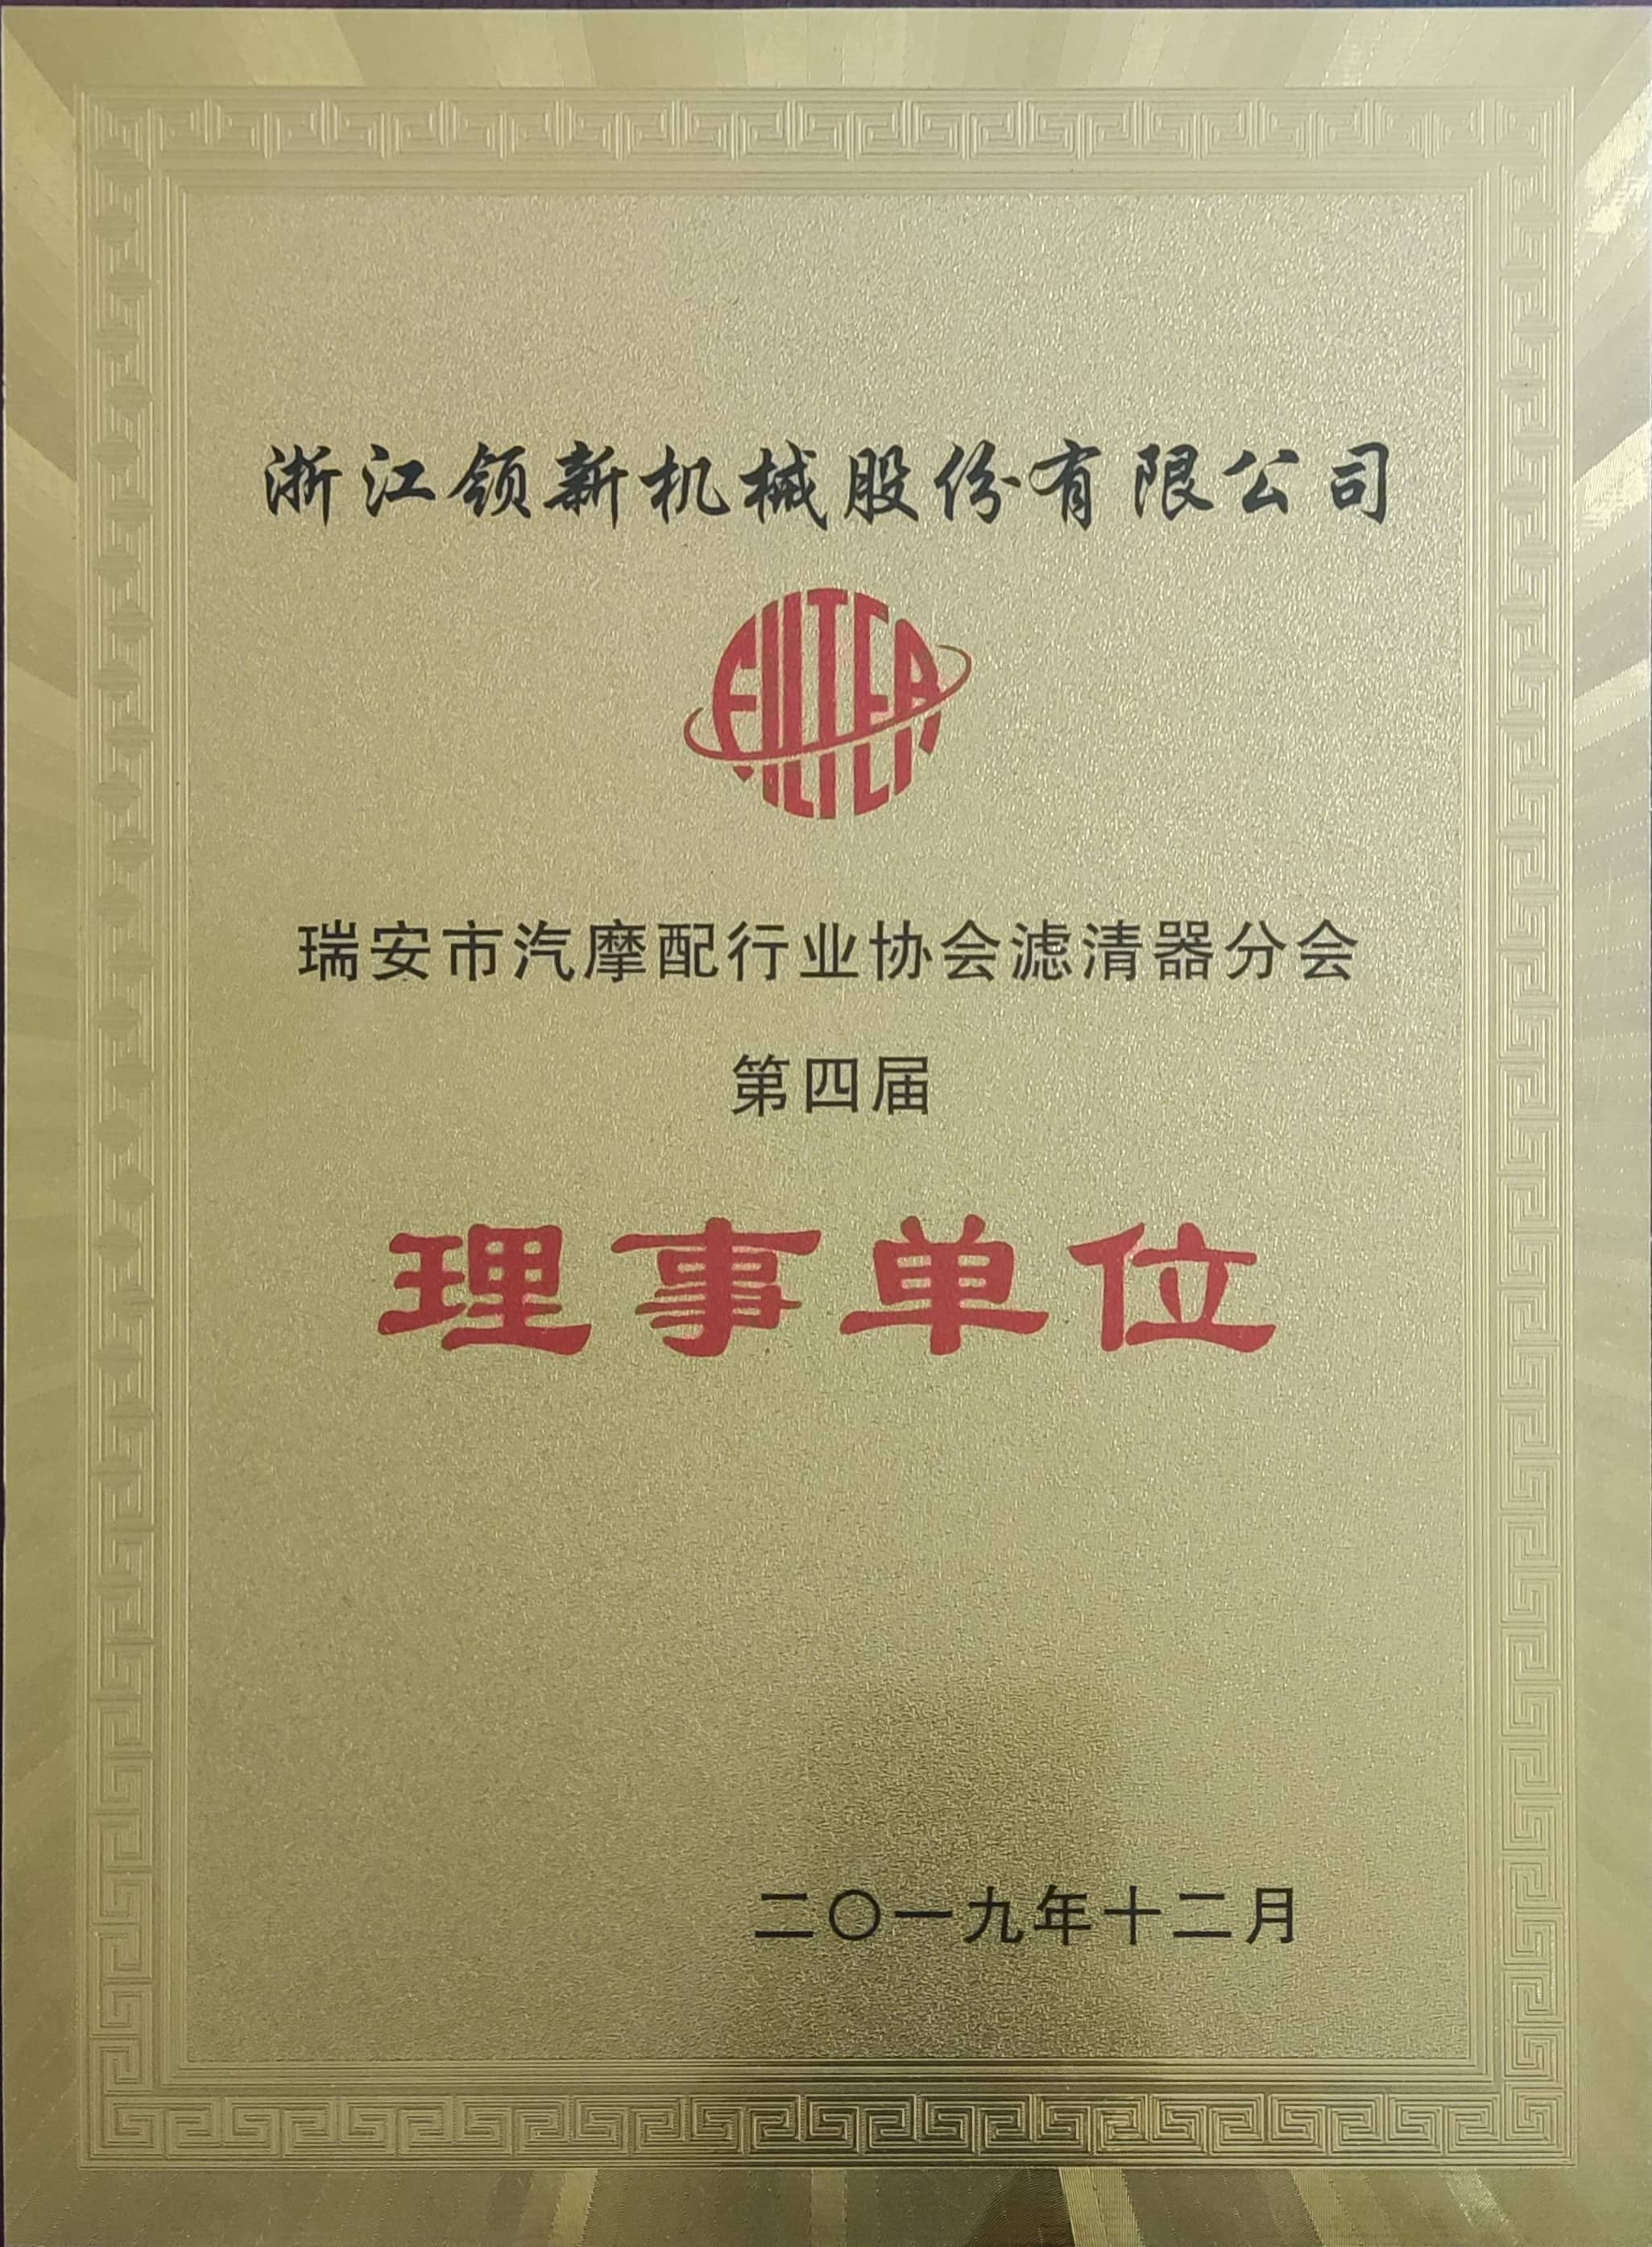 浙江领新机械股份有限公司
FILTER
瑞安市汽摩配行业协会滤清器分会
第四届
理事单位
二〇一九年十二月